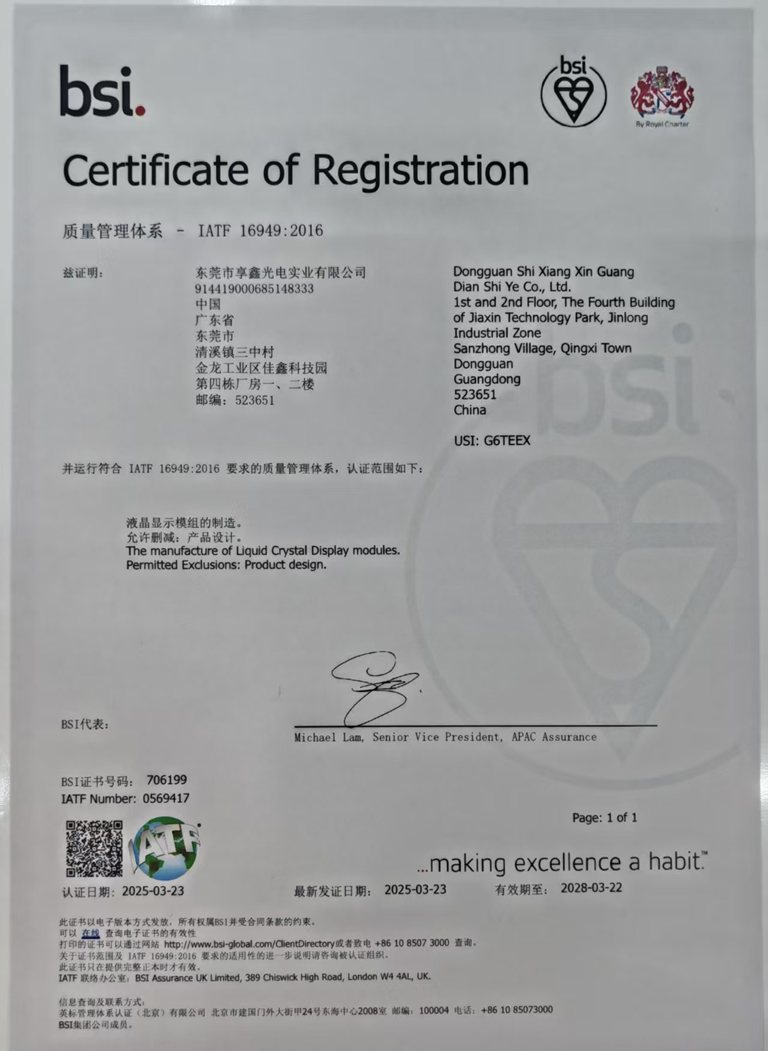 bsi.
bsi
By Royal Charter
Certificate of Registration
质量管理体系 - IATF 16949:2016
兹证明:
东莞市享鑫光电实业有限公司
914419000685148333
中国
广东省
东莞市
清溪镇三中村
金龙工业区佳鑫科技园
第四栋厂房一、二楼
邮编: 523651
Dongguan Shi Xiang Xin Guang
Dian Shi Ye Co., Ltd.
1st and 2nd Floor, The Fourth Building
of Jiaxin Technology Park, Jinlong
Industrial Zone
Sanzhong Village, Qingxi Town
Dongguan
Guangdong
523651
China
USI: G6TEEX
bsi
并运行符合 IATF 16949:2016 要求的质量管理体系，认证范围如下:
液晶显示模组的制造。
允许删减: 产品设计。
The manufacture of Liquid Crystal Display modules.
Permitted Exclusions: Product design.
BSI代表:
Michael Lam, Senior Vice President, APAC Assurance
BSI证书号码: 706199
IATF Number: 0569417
IATF
Page: 1 of 1
...making excellence a habit.™
认证日期: 2025-03-23
最新发证日期: 2025-03-23
有效期至: 2028-03-22
此证书以电子版本方式发放，所有权属BSI并受合同条款的约束。
可以 在线 查询电子证书的有效性
打印的证书可以通过网站 http://www.bsi-global.com/ClientDirectory或者致电 +86 10 8507 3000 查询。
关于证书范围及 IATF 16949:2016 要求的适用性的进一步说明请咨询被认证组织。
此证书只在提供完整正本时才有效。
IATF 联络办公室: BSI Assurance UK Limited, 389 Chiswick High Road, London W4 4AL, UK.
信息查询及联系方式:
英标管理体系认证（北京）有限公司 北京市建国门外大街甲24号东海中心2008室 邮编: 100004 电话: +86 10 85073000
BSI集团公司成员。